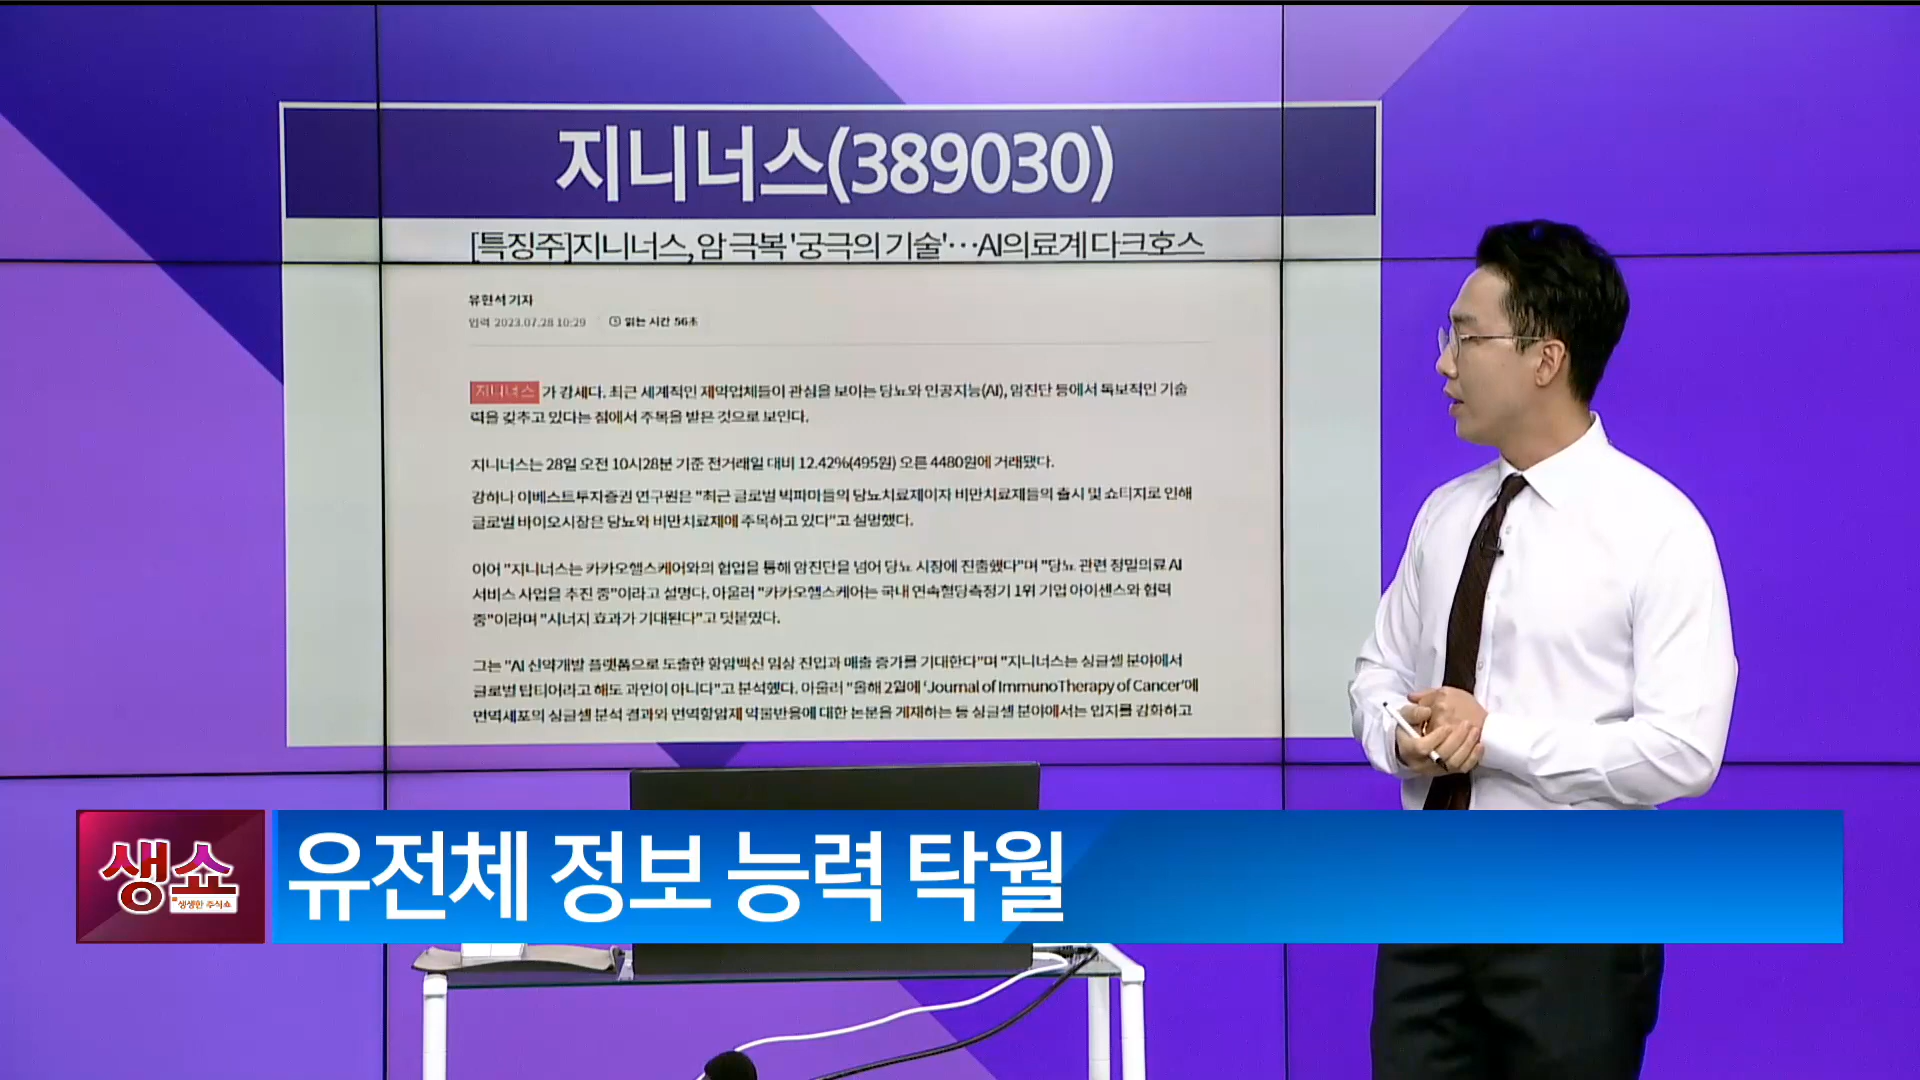 지니너스(389030)
[특징주]지니너스, 암 극복 '궁극의 기술'…AI의료계 다크호스
유현석 기자
입력 2023.07.28 10:29 읽는 시간 56초
지니너스 가 강세다. 최근 세계적인 제약업체들이 관심을 보이는 당뇨와 인공지능(AI), 암진단 등에서 독보적인 기술
력을 갖추고 있다는 점에서 주목을 받은 것으로 보인다.
지니너스는 28일 오전 10시28분 기준 전거래일 대비 12.42%(495원) 오른 4480원에 거래됐다.
강하나 이베스트투자증권 연구원은 "최근 글로벌 빅파마들의 당뇨치료제이자 비만치료제들의 출시 및 쇼티지로 인해
글로벌 바이오시장은 당뇨와 비만치료제에 주목하고 있다"고 설명했다.
이어 "지니너스는 카카오헬스케어와의 협업을 통해 암진단을 넘어 당뇨 시장에 진출했다"며 "당뇨 관련 정밀의료 AI
서비스 사업을 추진 중"이라고 설명다. 아울러 "카카오헬스케어는 국내 연속혈당측정기 1위 기업 아이센스와 협력
중"이라며 "시너지 효과가 기대된다"고 덧붙였다.
그는 "AI 신약개발 플랫폼으로 도출한 항암백신 임상 진입과 매출 증가를 기대한다"며 "지니너스는 싱글셀 분야에서
글로벌 탑티어라고 해도 과언이 아니다"고 분석했다. 아울러 "올해 2월에 'Journal of ImmunoTherapy of Cancer'에
면역세포의 싱글셀 분석 결과와 면역항암제 약물반응에 대한 논문을 게재하는 등 싱글셀 분야에서는 입지를 강화하고
생쇼
생생한 주식쇼
유전체 정보 능력 탁월